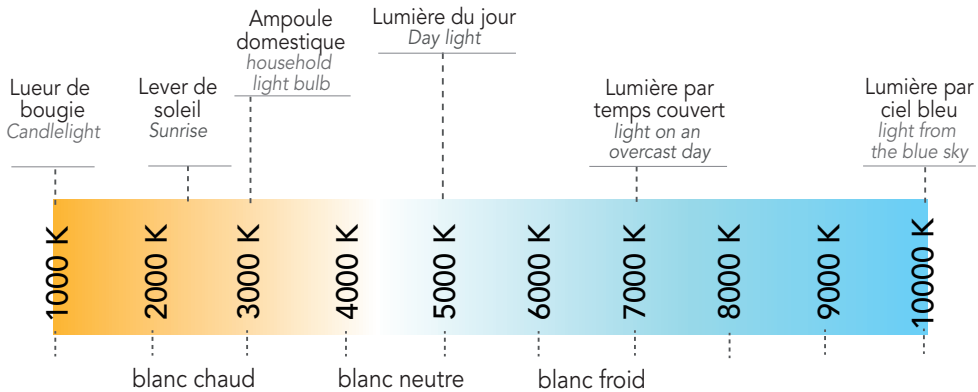 Lueur de
bougie
Candlelight
Lever de
soleil
Sunrise
Ampoule
domestique
household
light bulb
Lumière du jour
Day light
Lumière par
temps couvert
light on an
overcast day
Lumière par
ciel bleu
light from
the blue sky
1000 K
2000 K
3000 K
4000 K
5000 K
6000 K
7000 K
8000 K
9000 K
10000 K
blanc chaud
blanc neutre
blanc froid